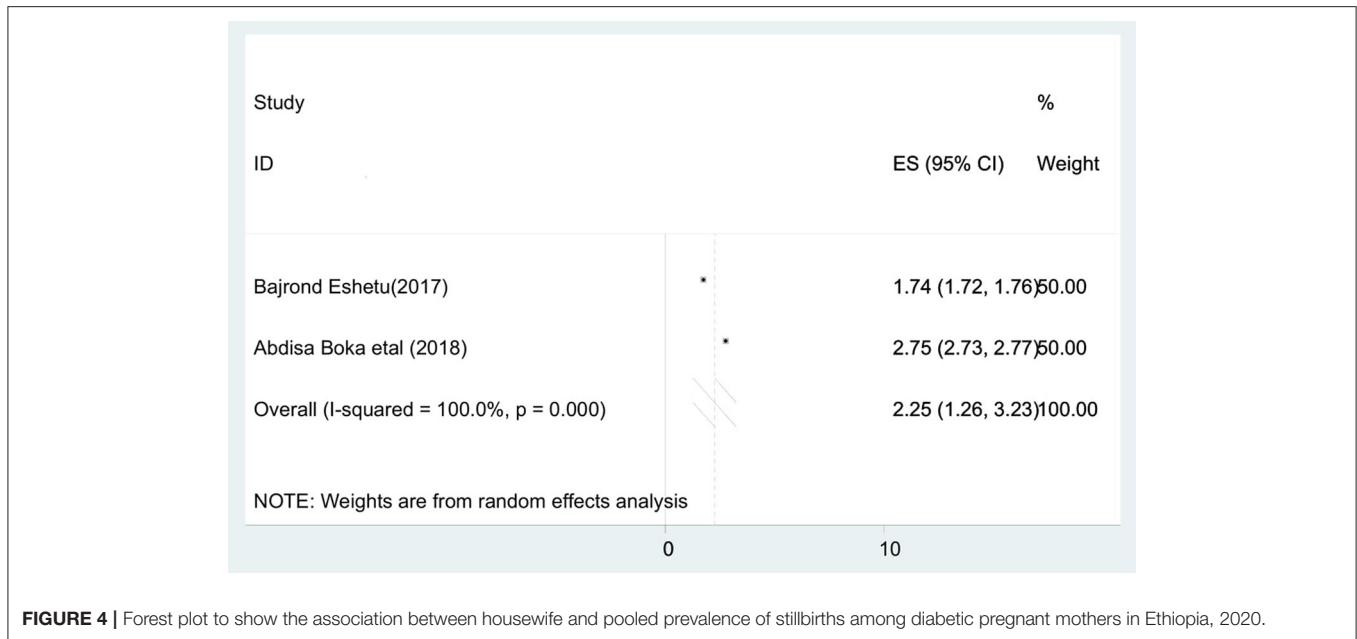 Study %
ID ES (95% CI) Weight
Bajrond Eshetu(2017) 1.74 (1.72, 1.76)50.00
Abdisa Boka etal (2018) 2.75 (2.73, 2.77)50.00
Overall (I-squared = 100.0%, p = 0.000) 2.25 (1.26, 3.23)100.00
NOTE: Weights are from random effects analysis
0 10
FIGURE 4 | Forest plot to show the association between housewife and pooled prevalence of stillbirths among diabetic pregnant mothers in Ethiopia, 2020.